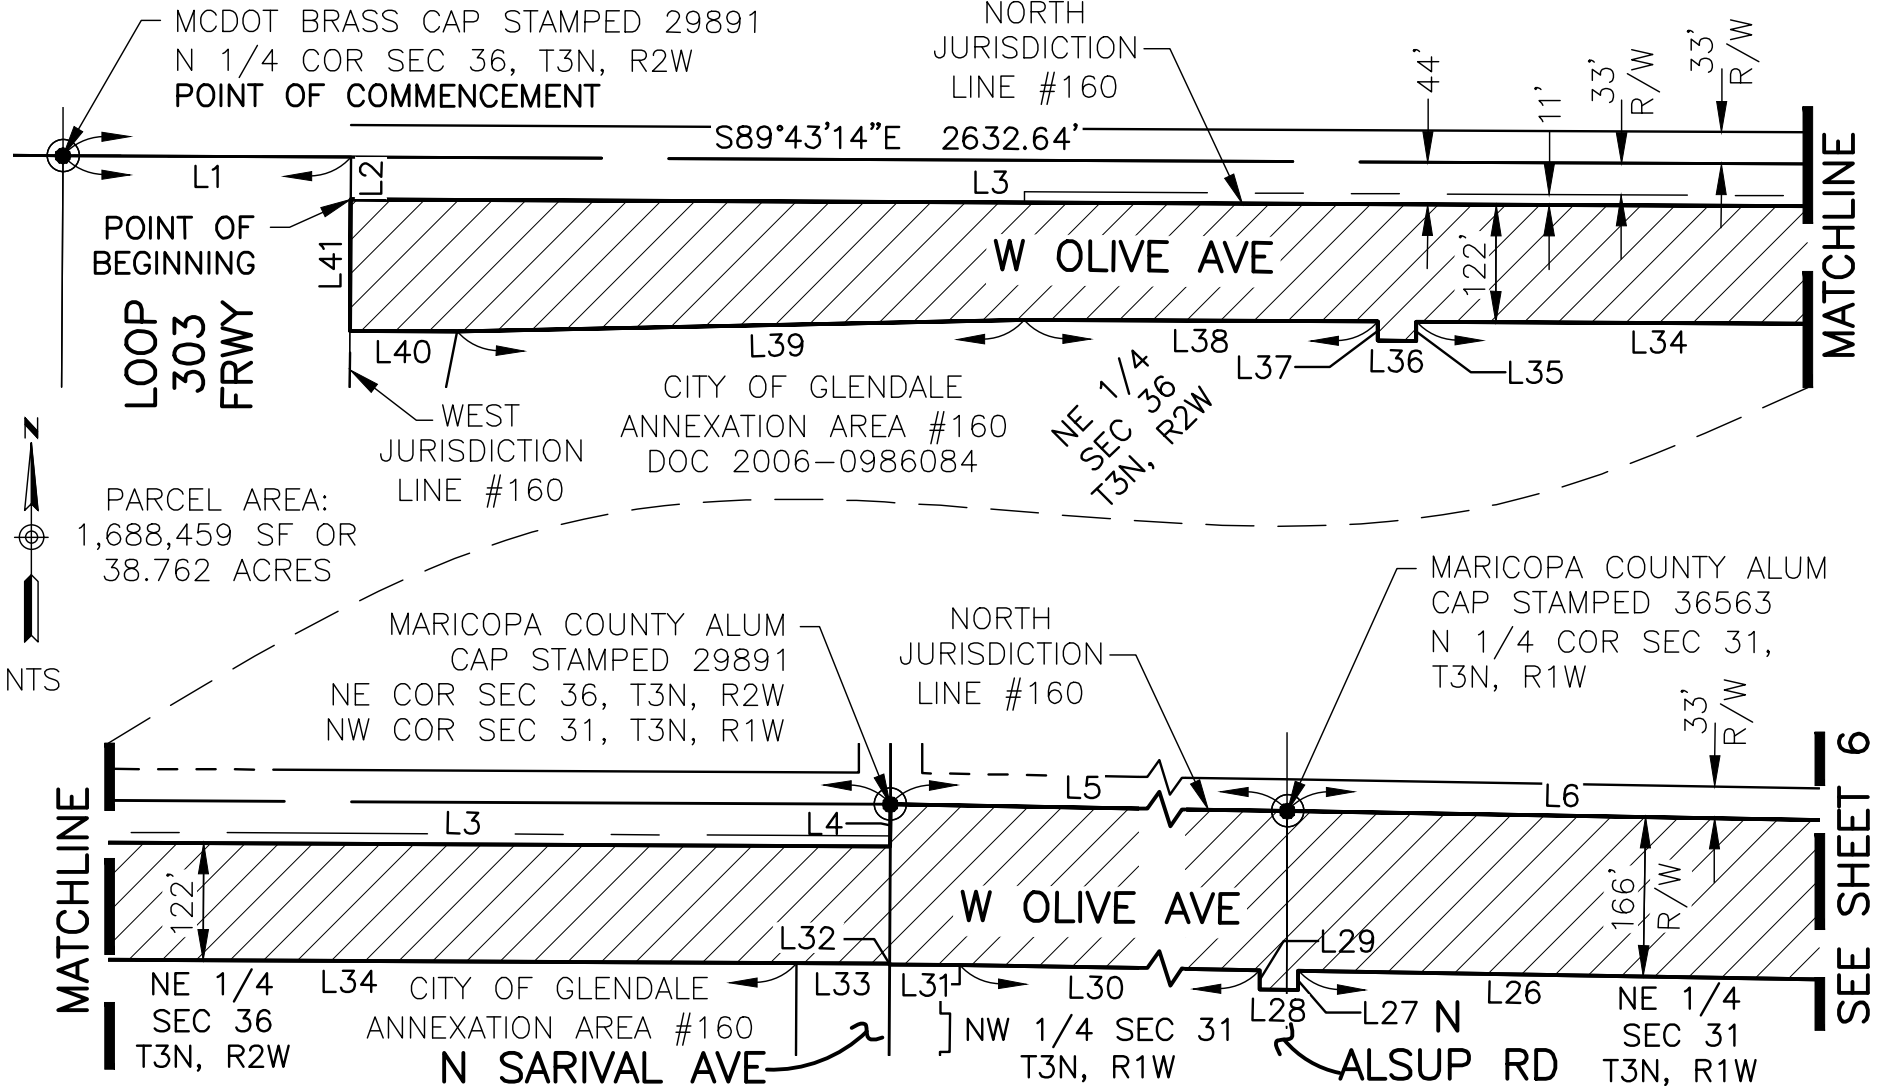 MCDOT BRASS CAP STAMPED 29891
N 1/4 COR SEC 36, T3N, R2W
POINT OF COMMENCEMENT
NORTH
JURISDICTION
LINE #160
44'
11'
33'
R/W
33'
R/W
S89°43'14"E 2632.64'
L1
L2
L3
MATCHLINE
POINT OF
BEGINNING
L41
W OLIVE AVE
122'
LOOP
303
FRWY
L40
L39
L38
L37
L36
L35
L34
WEST
JURISDICTION
LINE #160
CITY OF GLENDALE
ANNEXATION AREA #160
DOC 2006-0986084
NE 1/4
SEC 36
T3N, R2W
N
NTS
PARCEL AREA:
1,688,459 SF OR
38.762 ACRES
MARICOPA COUNTY ALUM
CAP STAMPED 29891
NE COR SEC 36, T3N, R2W
NW COR SEC 31, T3N, R1W
NORTH
JURISDICTION
LINE #160
MARICOPA COUNTY ALUM
CAP STAMPED 36563
N 1/4 COR SEC 31,
T3N, R1W
33'
R/W
MATCHLINE
L3
L4
L5
L6
122'
W OLIVE AVE
166'
R/W
SEE SHEET 6
L32
L29
L34
L33
L31
L30
L28
L27
L26
NE 1/4
SEC 36
T3N, R2W
CITY OF GLENDALE
ANNEXATION AREA #160
N SARIVAL AVE
NW 1/4 SEC 31
T3N, R1W
N
ALSUP RD
NE 1/4
SEC 31
T3N, R1W